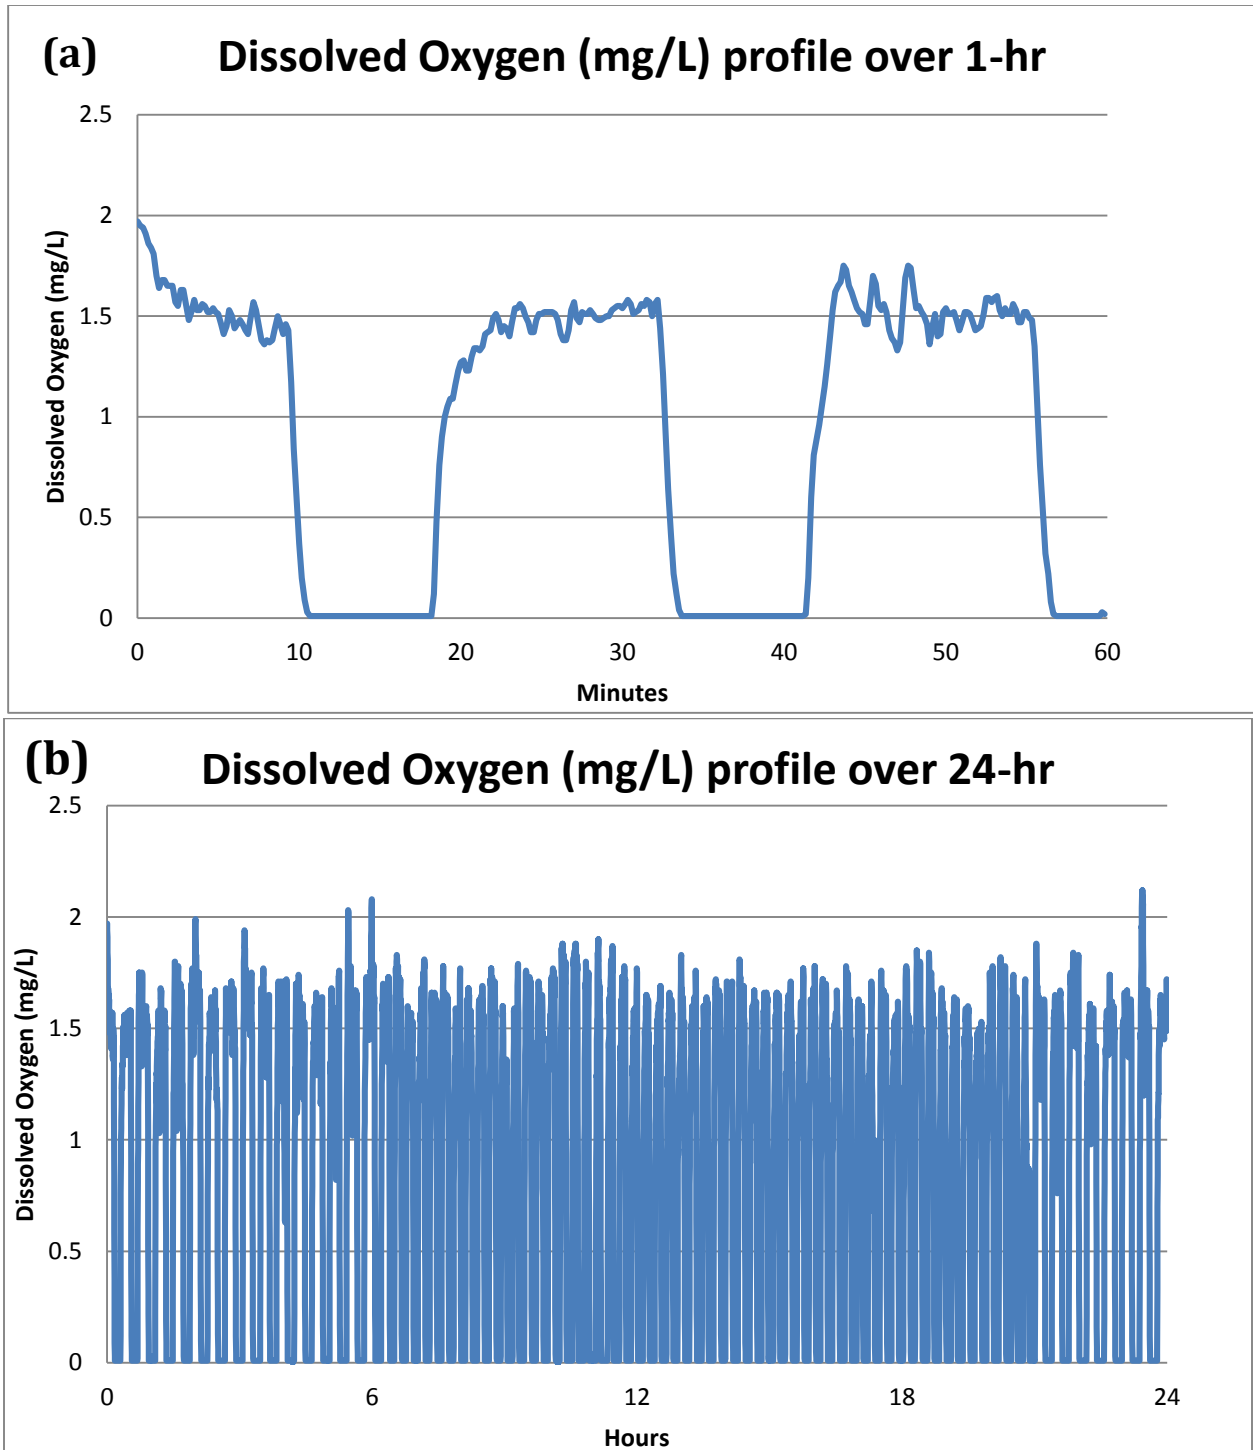 (a) Dissolved Oxygen (mg/L) profile over 1-hr
2.5
2
1.5
1
0.5
0
Dissolved Oxygen (mg/L)
0 10 20 30 40 50 60
Minutes
(b) Dissolved Oxygen (mg/L) profile over 24-hr
2.5
2
1.5
1
0.5
0
Dissolved Oxygen (mg/L)
0 6 12 18 24
Hours